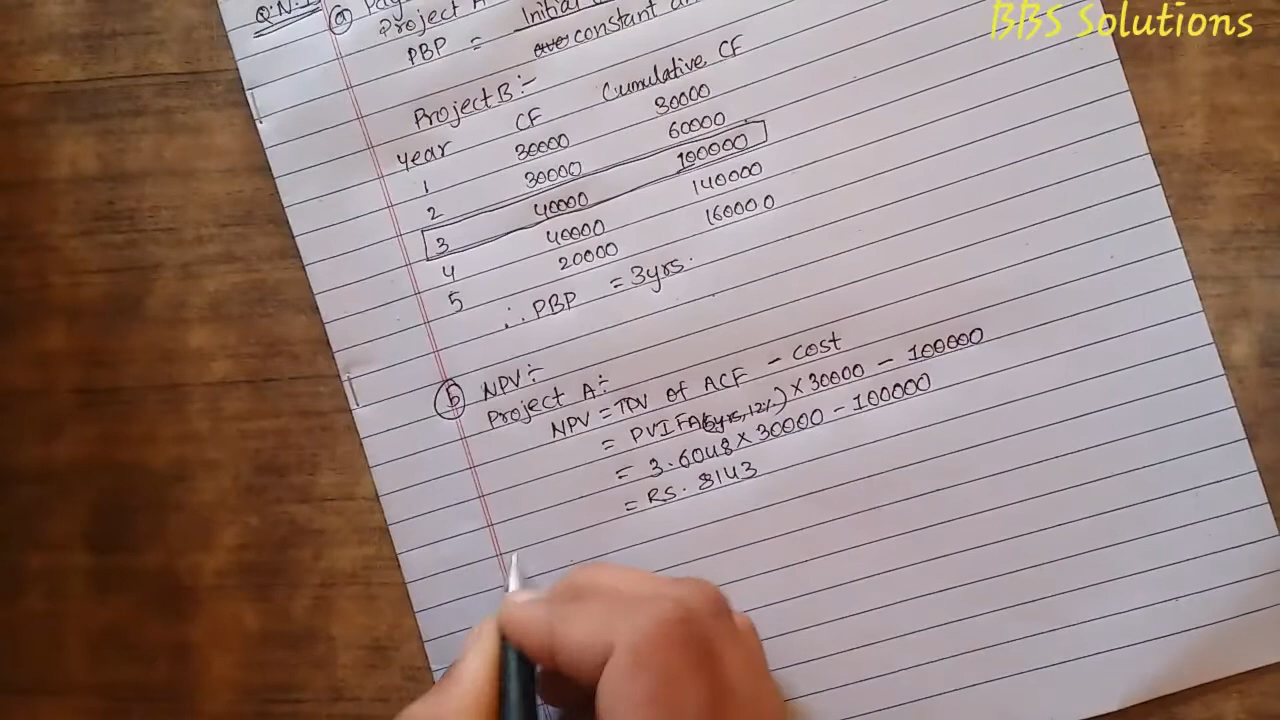 BBS Solutions
Q.N.1 a
Project A
PBP = Initial
constant
Project B:-
Year CF Cumulative CF
1 30000 30000
2 30000 60000
3 40000 100000
4 40000 140000
5 20000 160000
∴ PBP = 3yrs.
b NPV:-
Project A:-
NPV = TPV of ACF - cost
= PVIFA(5yrs,12%) × 30000 - 100000
= 3.6048 × 30000 - 100000
= RS. 8143